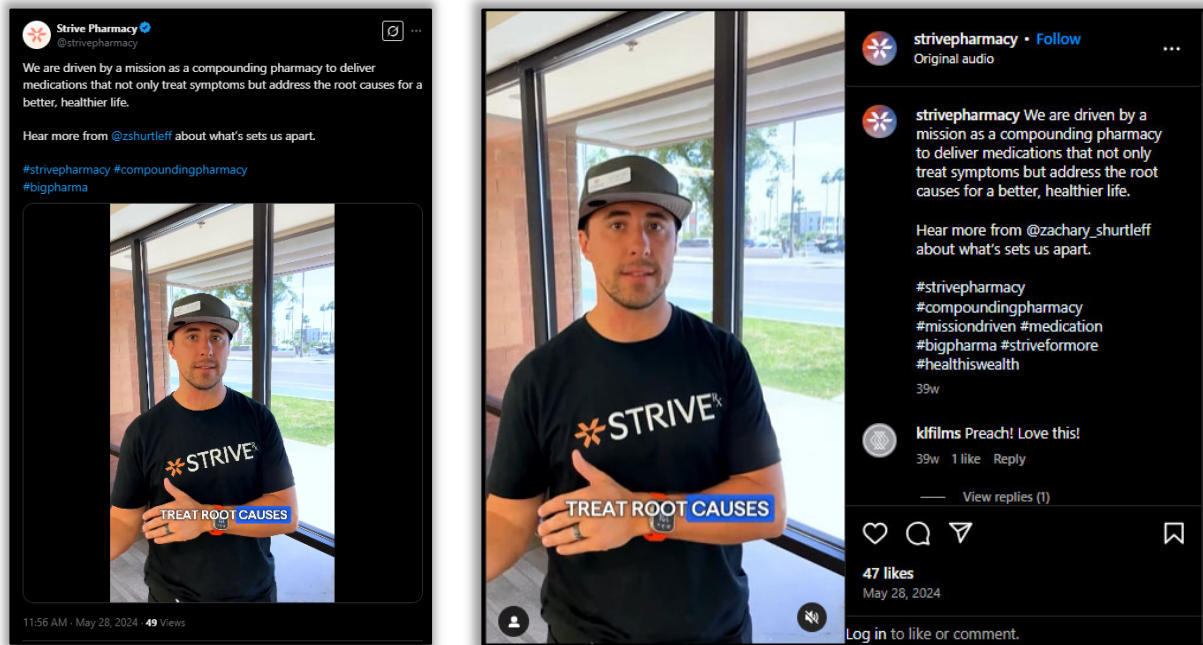 Strive Pharmacy
@strivepharmacy
We are driven by a mission as a compounding pharmacy to deliver
medications that not only treat symptoms but address the root causes for a
better, healthier life.
Hear more from @zshurtleff about what's sets us apart.
#strivepharmacy #compoundingpharmacy
#bigpharma
STRIVE Rx
TREAT ROOT CAUSES
11:56 AM · May 28, 2024 · 49 Views
STRIVE Rx
TREAT ROOT CAUSES
strivepharmacy • Follow
Original audio
strivepharmacy We are driven by a
mission as a compounding pharmacy
to deliver medications that not only
treat symptoms but address the root
causes for a better, healthier life.
Hear more from @zachary_shurtleff
about what's sets us apart.
#strivepharmacy
#compoundingpharmacy
#missiondriven #medication
#bigpharma #striveformore
#healthiswealth
39w
klfilms Preach! Love this!
39w 1 like Reply
View replies (1)
47 likes
May 28, 2024
Log in to like or comment.